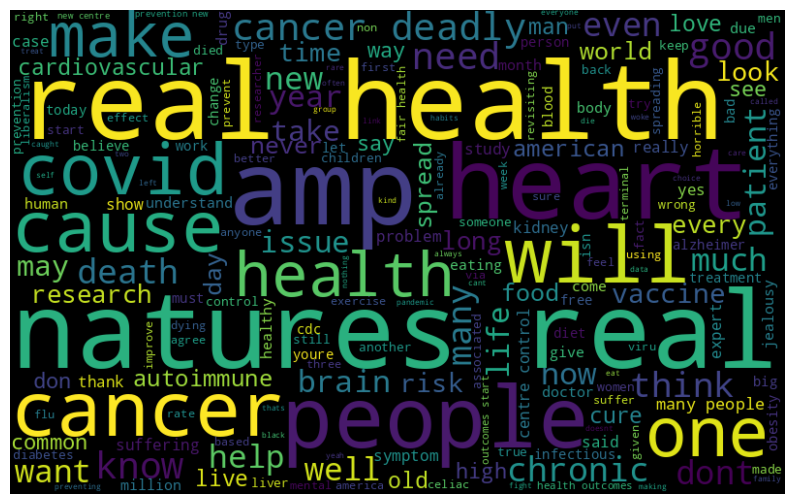 right new centre prevention new
make cancer deadly man even love due men everyone
drug non put
case died type need person keep good
cardiovascular time way world look
treat researcher first month back see
real health
new change prevent rare often fair health
prevention liberalism today effect year group link revisiting blood spreading body try woke bad horrible called
start take habits die everything
believe work never let say study american really care
covid caught two better children already week yes choice patient
amp heart
cause self left kind spread sure low
human show understand someone terminal wrong every
anyone issue problem long kidney isn fact alzheimer
may death day health always eating will feel using much
nothing via cant data come treatment
research must control exercise pandemic many food free vaccine
healthy cdc associated life diet expert jealousy
natures real
improve dying agree still youre another three give viru
don thank autoimmune brain risk how doctor eat women think big
cancer people suffer centre control many people obesity
flu rate thats cure one
common suffering help black symptom said true infectious given
diabetes based yeah outcomes start
want know well high chronic dont
million live liver old celiac made
preventing mental america fight health outcomes making family